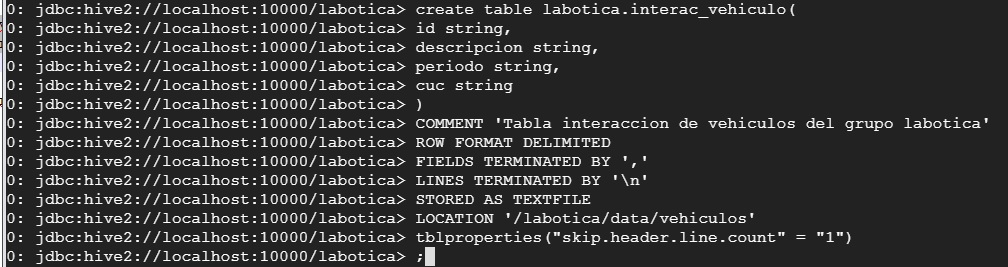 0: jdbc:hive2://localhost:10000/labotica> create table labotica.interac_vehiculo(
0: jdbc:hive2://localhost:10000/labotica> id string,
0: jdbc:hive2://localhost:10000/labotica> descripcion string,
0: jdbc:hive2://localhost:10000/labotica> periodo string,
0: jdbc:hive2://localhost:10000/labotica> cuc string
0: jdbc:hive2://localhost:10000/labotica> )
0: jdbc:hive2://localhost:10000/labotica> COMMENT 'Tabla interaccion de vehiculos del grupo labotica'
0: jdbc:hive2://localhost:10000/labotica> ROW FORMAT DELIMITED
0: jdbc:hive2://localhost:10000/labotica> FIELDS TERMINATED BY ','
0: jdbc:hive2://localhost:10000/labotica> LINES TERMINATED BY '\n'
0: jdbc:hive2://localhost:10000/labotica> STORED AS TEXTFILE
0: jdbc:hive2://localhost:10000/labotica> LOCATION '/labotica/data/vehiculos'
0: jdbc:hive2://localhost:10000/labotica> tblproperties("skip.header.line.count" = "1")
0: jdbc:hive2://localhost:10000/labotica> ;